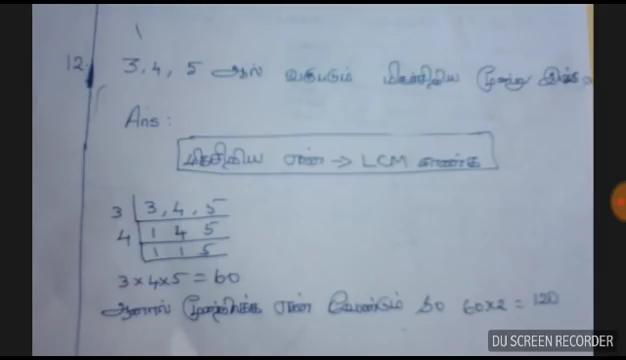 12. 3, 4, 5 ஆல் வகுபடும் மிகச்சிறிய மூன்று இலக்க
Ans:
மிகசிறிய எண் → LCM காண்க
3 | 3, 4, 5
4 | 1 4 5
1 1 5
3 × 4 × 5 = 60
ஆனால் மூன்றிலக்க எண் வேண்டும் So 60×2 = 120
DU SCREEN RECORDER